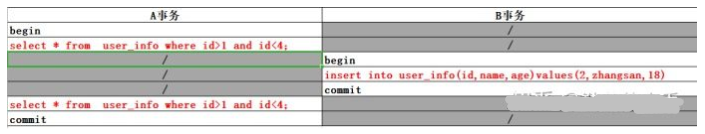 A事务 B事务
begin /
select * from user_info where id>1 and id<4; /
/ begin
/ insert into user_info(id,name,age)values(2,zhangsan,18)
/ commit
select * from user_info where id>1 and id<4;
commit /